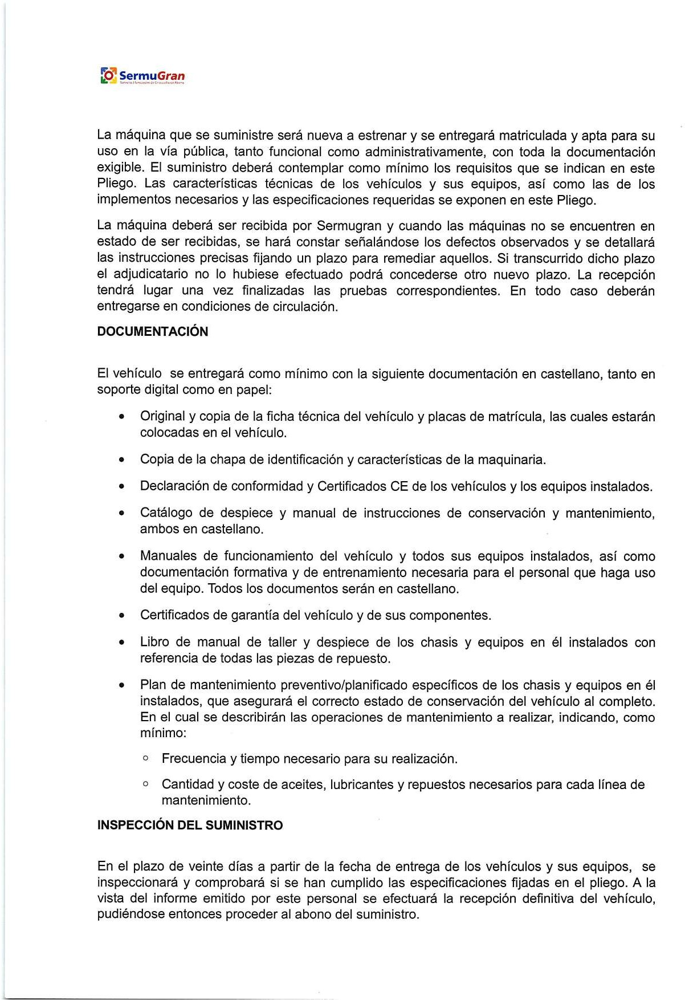 SermuGran
La máquina que se suministre será nueva a estrenar y se entregará matriculada y apta para su
uso en la vía pública, tanto funcional como administrativamente, con toda la documentación
exigible. El suministro deberá contemplar como mínimo los requisitos que se indican en este
Pliego. Las características técnicas de los vehículos y sus equipos, así como las de los
implementos necesarios y las especificaciones requeridas se exponen en este Pliego.
La máquina deberá ser recibida por Sermugran y cuando las máquinas no se encuentren en
estado de ser recibidas, se hará constar señalándose los defectos observados y se detallará
las instrucciones precisas fijando un plazo para remediar aquellos. Si transcurrido dicho plazo
el adjudicatario no lo hubiese efectuado podrá concederse otro nuevo plazo. La recepción
tendrá lugar una vez finalizadas las pruebas correspondientes. En todo caso deberán
entregarse en condiciones de circulación.
DOCUMENTACIÓN
El vehículo se entregará como mínimo con la siguiente documentación en castellano, tanto en
soporte digital como en papel:
• Original y copia de la ficha técnica del vehículo y placas de matrícula, las cuales estarán
colocadas en el vehículo.
• Copia de la chapa de identificación y características de la maquinaria.
• Declaración de conformidad y Certificados CE de los vehículos y los equipos instalados.
• Catálogo de despiece y manual de instrucciones de conservación y mantenimiento,
ambos en castellano.
• Manuales de funcionamiento del vehículo y todos sus equipos instalados, así como
documentación formativa y de entrenamiento necesaria para el personal que haga uso
del equipo. Todos los documentos serán en castellano.
• Certificados de garantía del vehículo y de sus componentes.
• Libro de manual de taller y despiece de los chasis y equipos en él instalados con
referencia de todas las piezas de repuesto.
• Plan de mantenimiento preventivo/planificado específicos de los chasis y equipos en él
instalados, que asegurará el correcto estado de conservación del vehículo al completo.
En el cual se describirán las operaciones de mantenimiento a realizar, indicando, como
mínimo:
○ Frecuencia y tiempo necesario para su realización.
○ Cantidad y coste de aceites, lubricantes y repuestos necesarios para cada línea de
mantenimiento.
INSPECCIÓN DEL SUMINISTRO
En el plazo de veinte días a partir de la fecha de entrega de los vehículos y sus equipos, se
inspeccionará y comprobará si se han cumplido las especificaciones fijadas en el pliego. A la
vista del informe emitido por este personal se efectuará la recepción definitiva del vehículo,
pudiéndose entonces proceder al abono del suministro.